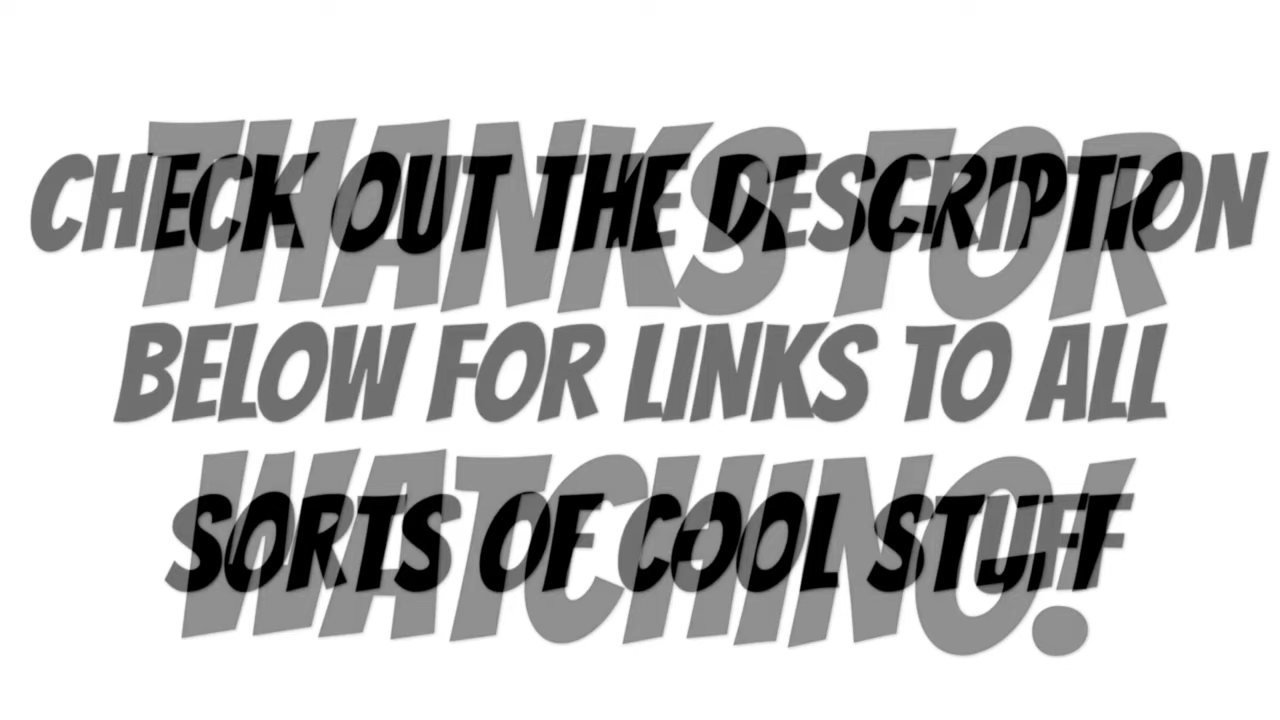 THANKS FOR
WATCHING!
CHECK OUT THE DESCRIPTION
BELOW FOR LINKS TO ALL
SORTS OF COOL STUFF